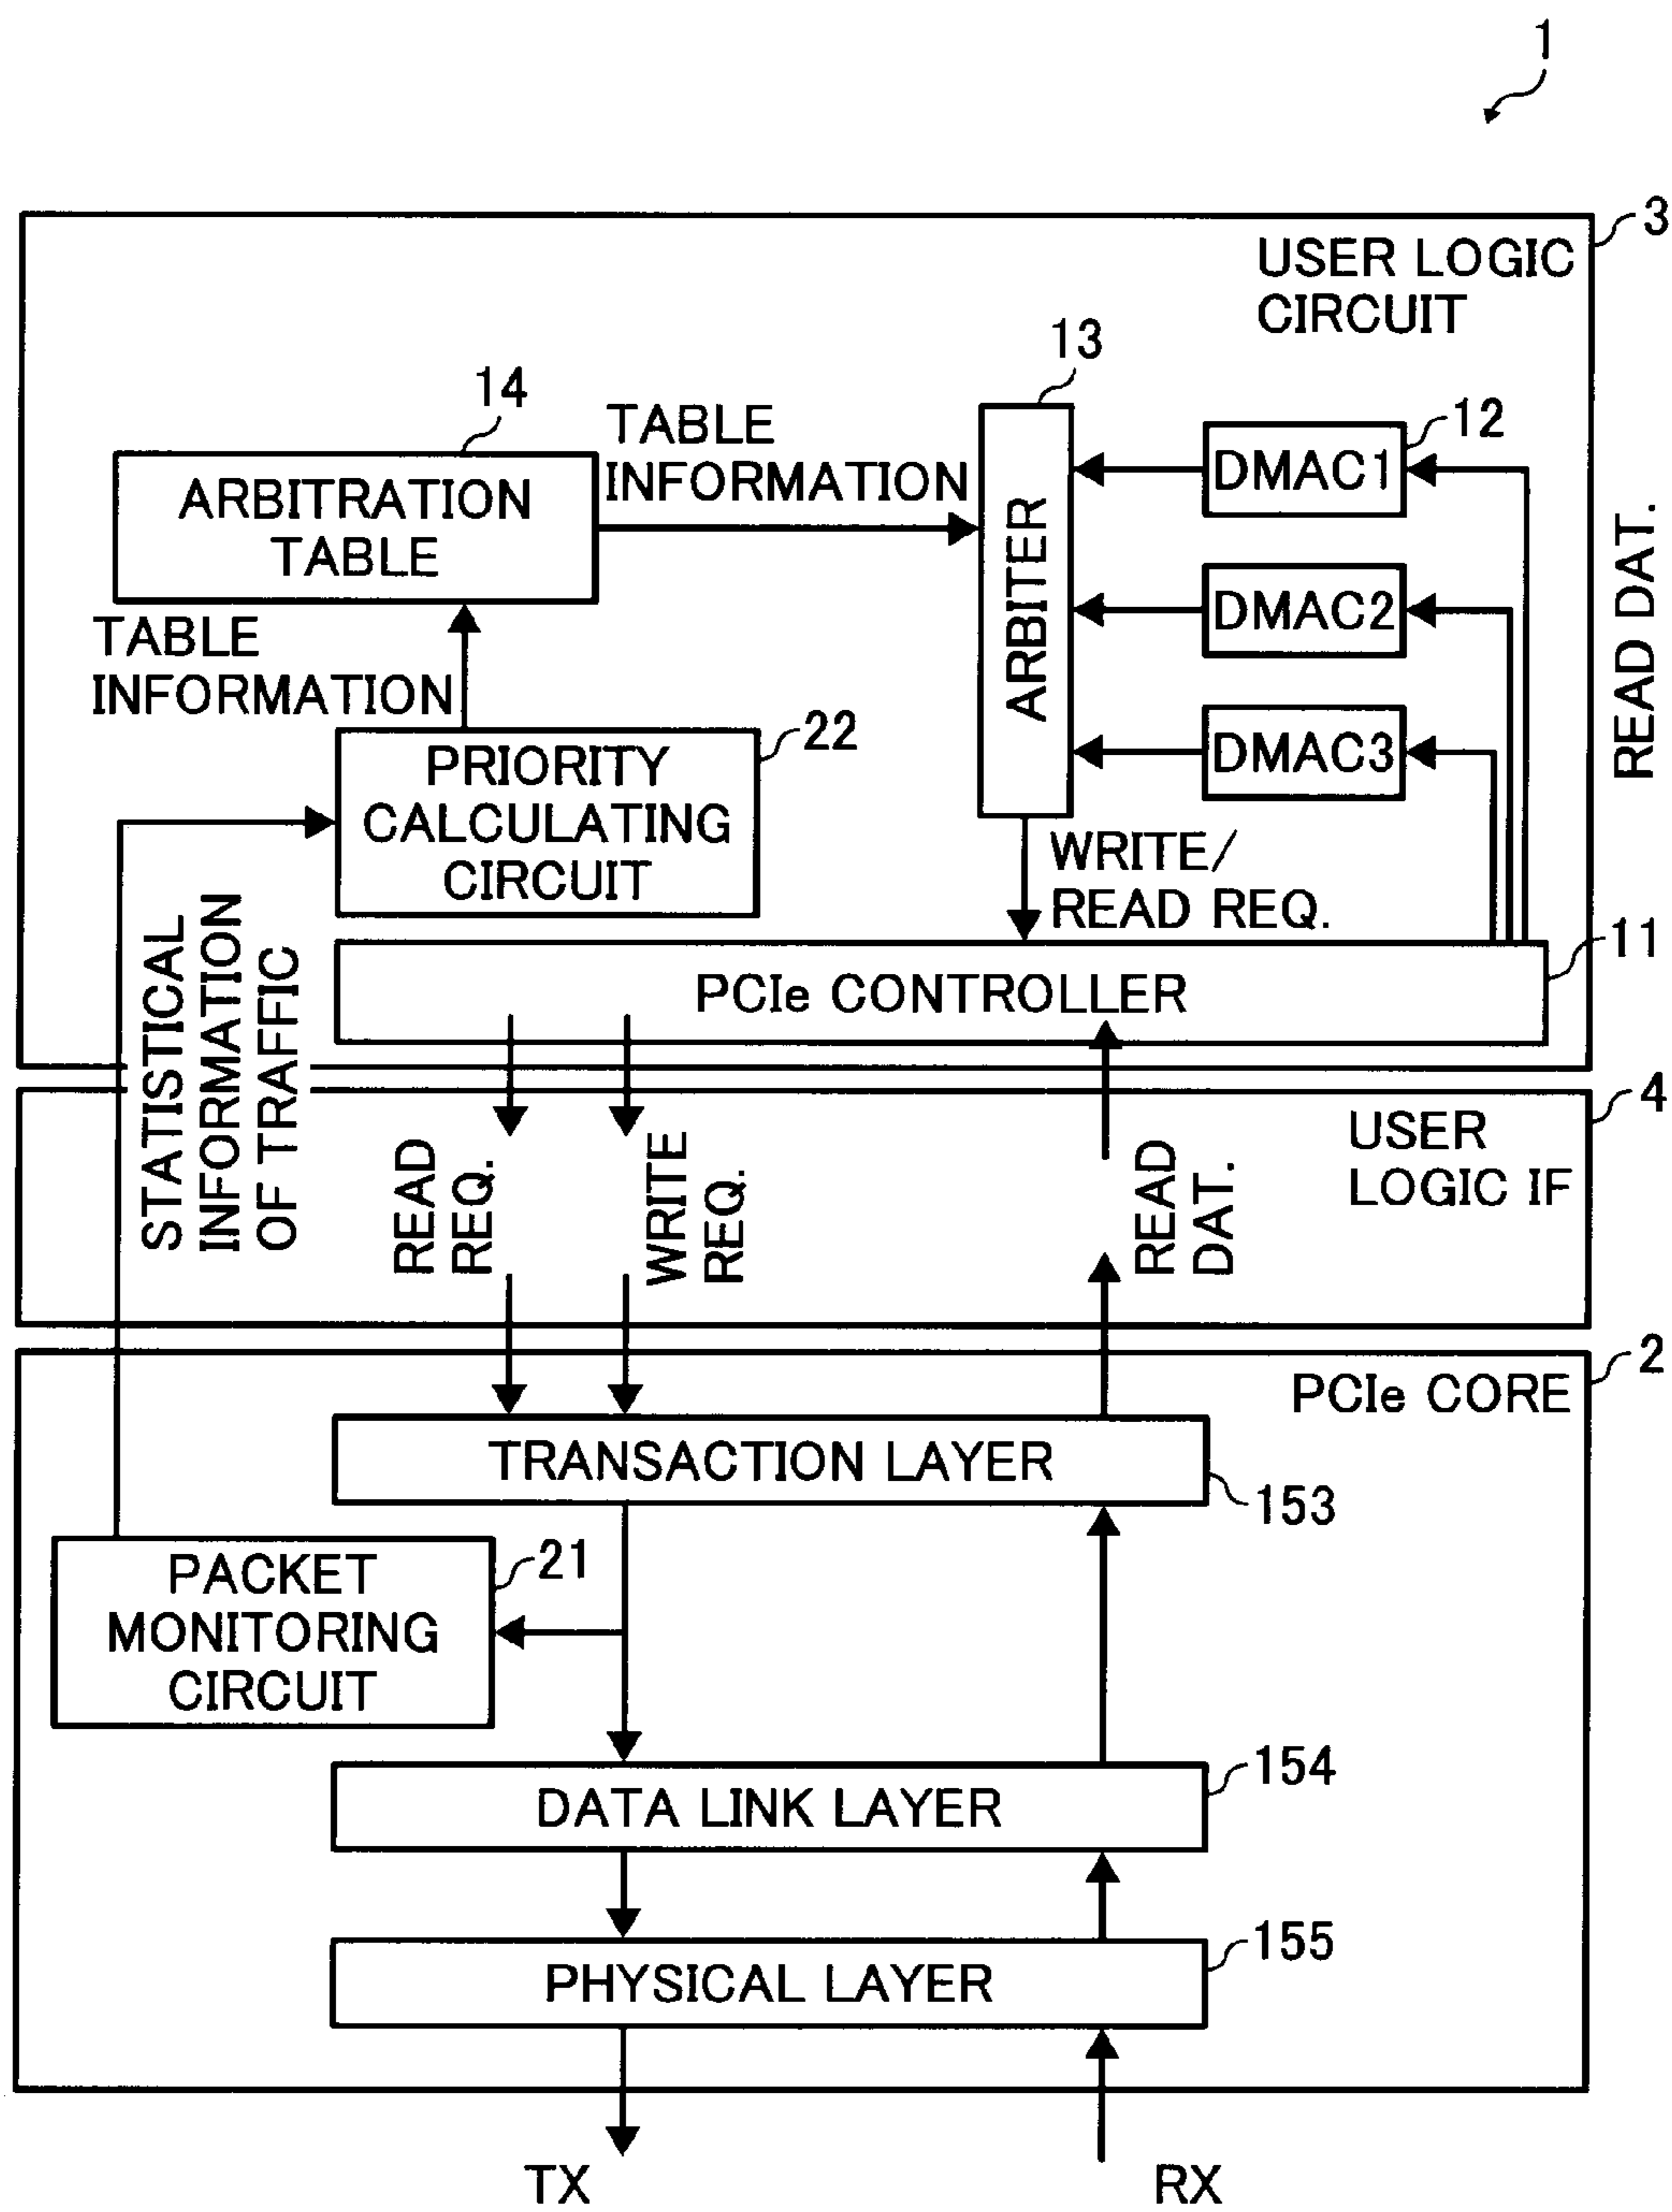 1
3
USER LOGIC
CIRCUIT
13
14
TABLE
INFORMATION
12
DMAC1
ARBITRATION
TABLE
ARBITER
READ DAT.
DMAC2
TABLE
INFORMATION
22
DMAC3
PRIORITY
CALCULATING
CIRCUIT
WRITE/
READ REQ.
11
PCIe CONTROLLER
STATISTICAL
INFORMATION
OF TRAFFIC
4
USER
LOGIC IF
READ
REQ.
WRITE
REQ.
READ
DAT.
2
PCIe CORE
TRANSACTION LAYER
153
21
PACKET
MONITORING
CIRCUIT
154
DATA LINK LAYER
155
PHYSICAL LAYER
TX
RX